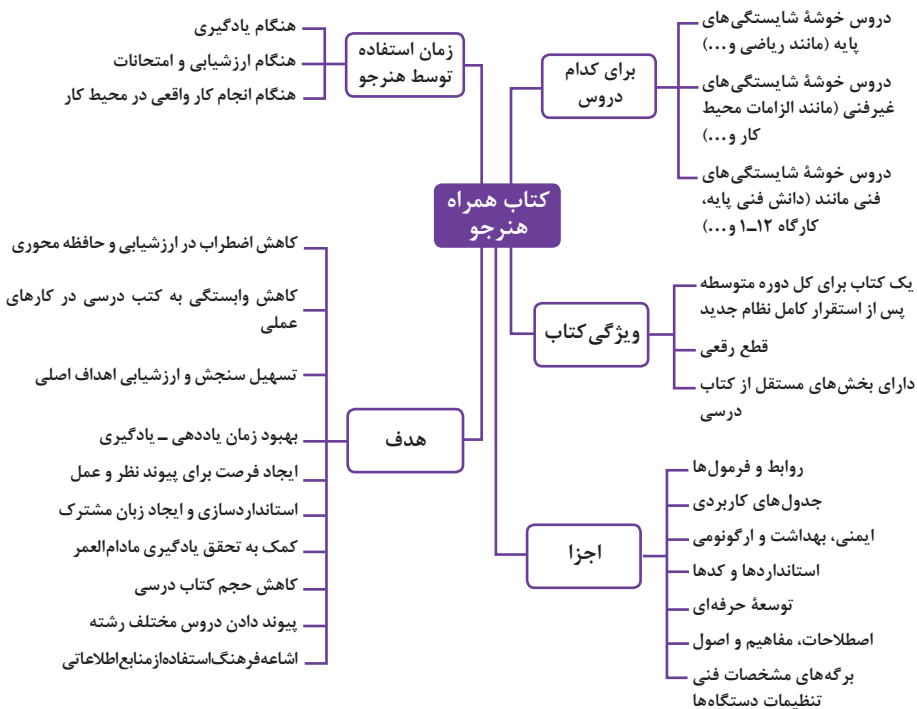 کتاب همراه
هنرجو
برای کدام
دروس
دروس خوشهٔ شایستگی‌های
پایه (مانند ریاضی و...)
دروس خوشهٔ شایستگی‌های
غیرفنی (مانند الزامات محیط
کار و...)
دروس خوشهٔ شایستگی‌های
فنی مانند (دانش فنی پایه،
کارگاه ۱۲–۱ و...)
ویژگی کتاب
یک کتاب برای کل دوره متوسطه
پس از استقرار کامل نظام جدید
قطع رقعی
دارای بخش‌های مستقل از کتاب
درسی
اجزا
روابط و فرمول‌ها
جدول‌های کاربردی
ایمنی، بهداشت و ارگونومی
استانداردها و کدها
توسعهٔ حرفه‌ای
اصطلاحات، مفاهیم و اصول
برگه‌های مشخصات فنی
تنظیمات دستگاه‌ها
زمان استفاده
توسط هنرجو
هنگام یادگیری
هنگام ارزشیابی و امتحانات
هنگام انجام کار واقعی در محیط کار
هدف
کاهش اضطراب در ارزشیابی و حافظه محوری
کاهش وابستگی به کتب درسی در کارهای
عملی
تسهیل سنجش و ارزشیابی اهداف اصلی
بهبود زمان یاددهی – یادگیری
ایجاد فرصت برای پیوند نظر و عمل
استانداردسازی و ایجاد زبان مشترک
کمک به تحقق یادگیری مادام‌العمر
کاهش حجم کتاب درسی
پیوند دادن دروس مختلف رشته
اشاعه‌فرهنگ‌استفاده‌ازمنابع‌اطلاعاتی